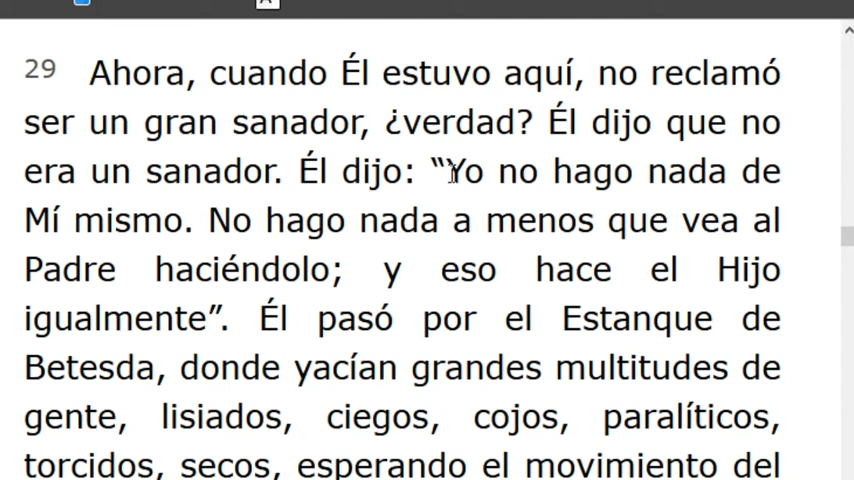 29 Ahora, cuando Él estuvo aquí, no reclamó
ser un gran sanador, ¿verdad? Él dijo que no
era un sanador. Él dijo: “Yo no hago nada de
Mí mismo. No hago nada a menos que vea al
Padre haciéndolo; y eso hace el Hijo
igualmente”. Él pasó por el Estanque de
Betesda, donde yacían grandes multitudes de
gente, lisiados, ciegos, cojos, paralíticos,
torcidos, secos, esperando el movimiento del